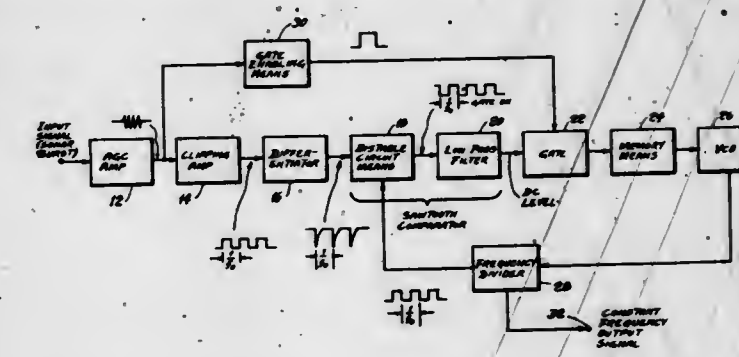 30
GATE
ENABLING
MEANS
INPUT
SIGNAL
(SONAR
BURST)
AGC
AMP
12
CLIPPING
AMP
14
DIFFER-
ENTIATOR
16
BISTABLE
CIRCUIT
MEANS
18
GATE ON
LOW PASS
FILTER
20
GATE
22
MEMORY
MEANS
24
VCO
26
DC
LEVEL
SAWTOOTH
COMPARATOR
FREQUENCY
DIVIDER
28
32
CONSTANT
FREQUENCY
OUTPUT
SIGNAL